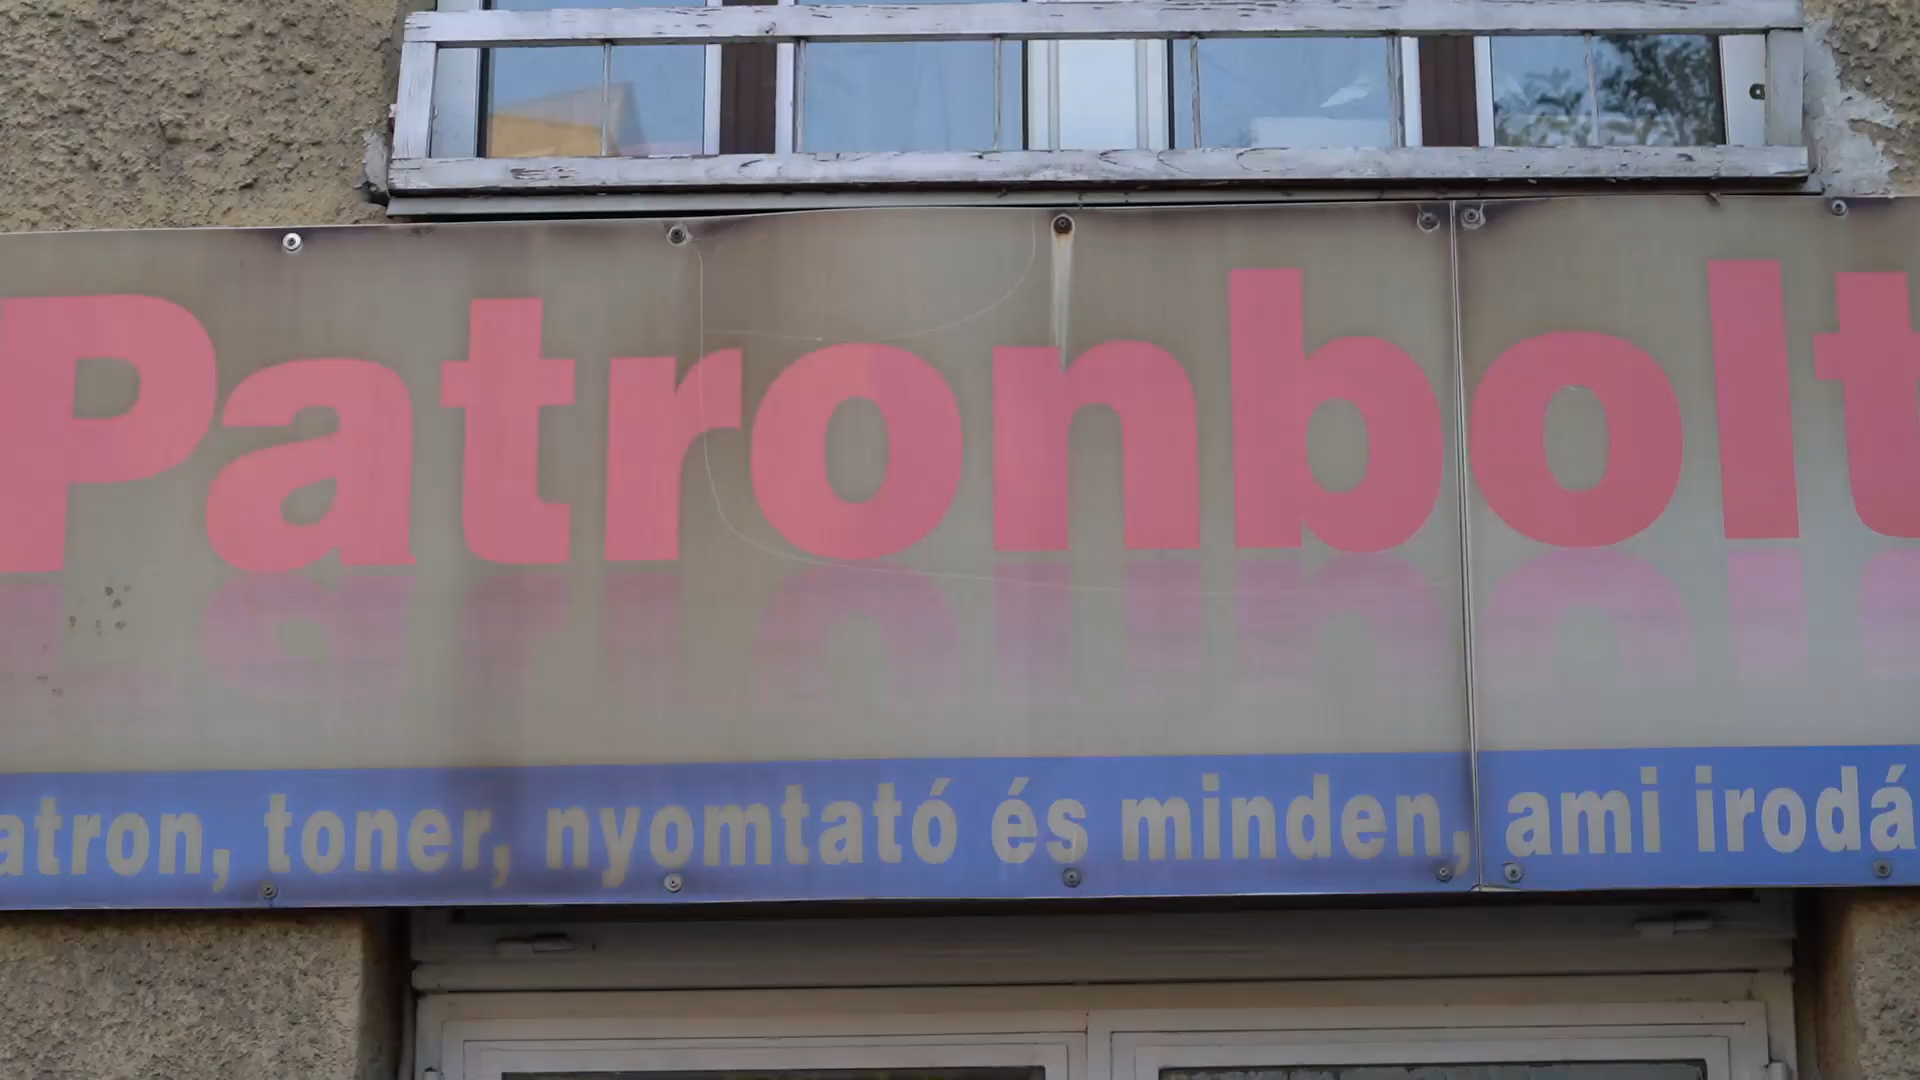 Patronbolt
atron, toner, nyomtató és minden, ami irodá